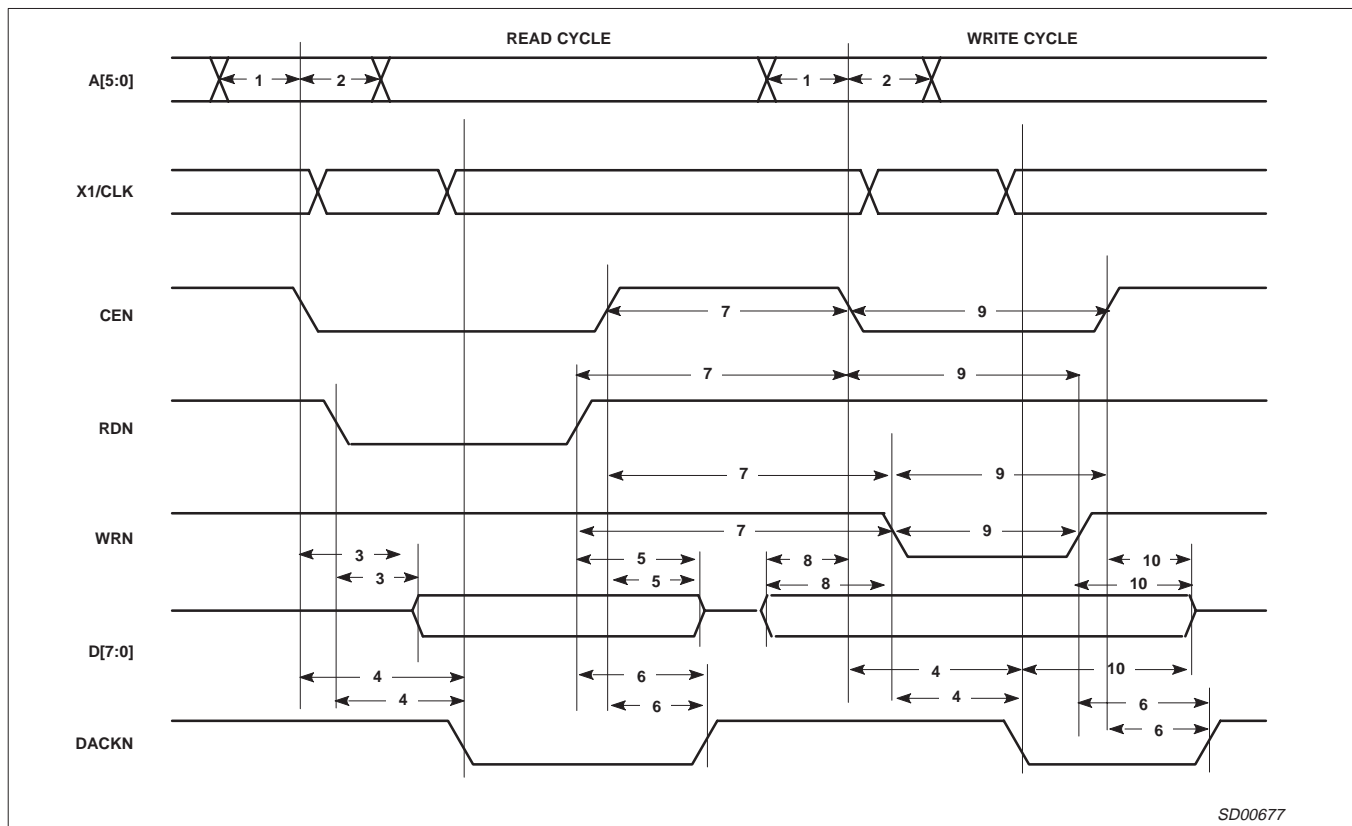 READ CYCLE WRITE CYCLE
A[5:0] 1 2 1 2
X1/CLK
CEN 7 9
7 9
RDN
7 9
WRN 7 9
3 5 8 10
3 5 8 10
D[7:0]
4 6 4 10
4 6 4 6
DACKN 6
SD00677